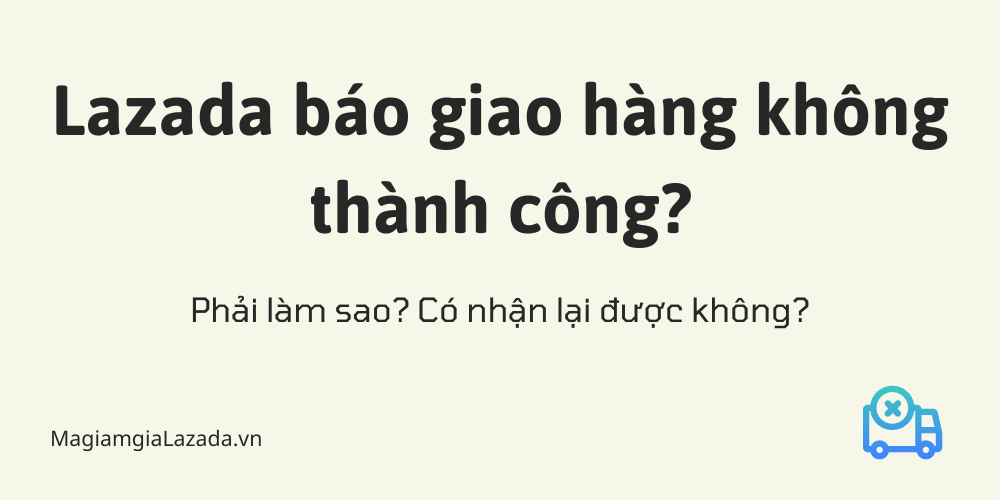 Lazada báo giao hàng không
thành công?
Phải làm sao? Có nhận lại được không?
MagiamgiaLazada.vn